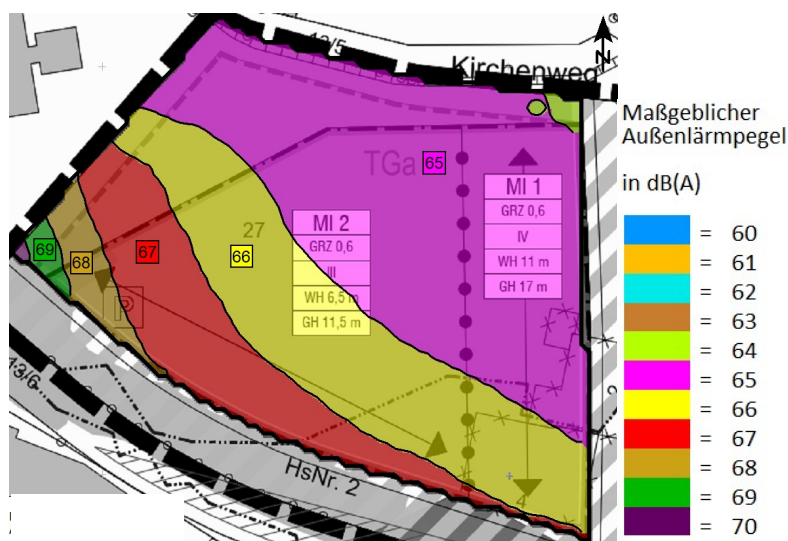 13/5
Kirchenweg
N
TGa
65
MI 1
GRZ 0,6
IV
WH 11 m
GH 17 m
27
MI 2
GRZ 0,6
III
WH 6,5 m
GH 11,5 m
69
68
67
66
P
13/6
HsNr. 2
4
Maßgeblicher
Außenlärmpegel
in dB(A)
= 60
= 61
= 62
= 63
= 64
= 65
= 66
= 67
= 68
= 69
= 70